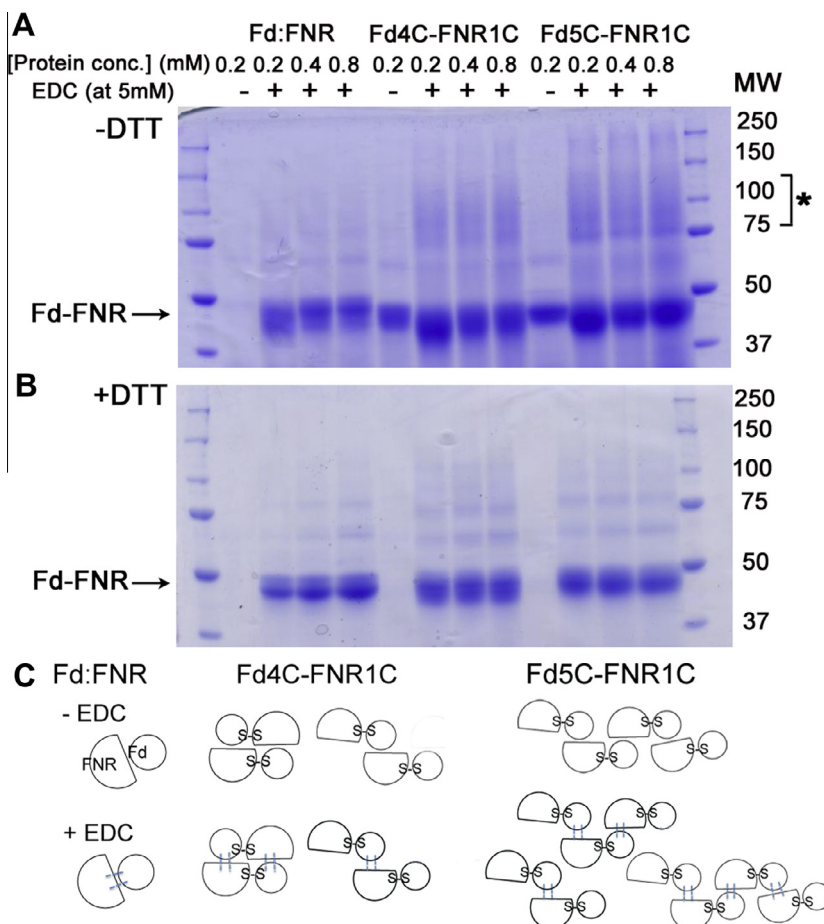 A
Fd:FNR Fd4C-FNR1C Fd5C-FNR1C
[Protein conc.] (mM) 0.2 0.2 0.4 0.8 0.2 0.2 0.4 0.8 0.2 0.2 0.4 0.8
EDC (at 5mM) - + + + - + + + - + + +
MW
-DTT
250
150
100
75
*
50
37
Fd-FNR
B
+DTT
250
150
100
75
50
37
Fd-FNR
C Fd:FNR Fd4C-FNR1C Fd5C-FNR1C
- EDC
FNR Fd
S-S S-S S-S S-S S-S S-S S-S S-S
+ EDC
S-S S-S S-S S-S S-S S-S S-S S-S S-S S-S S-S S-S S-S